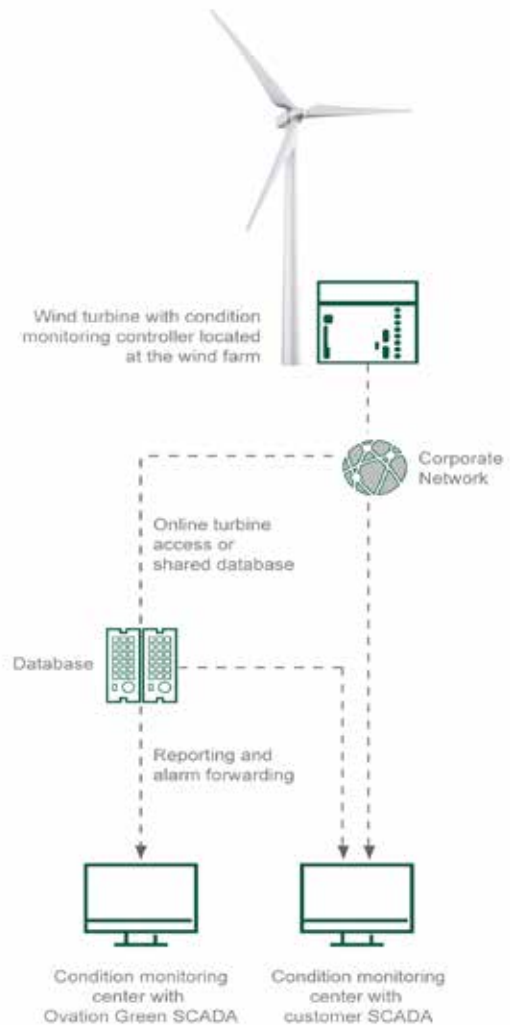 Wind turbine with condition
monitoring controller located
at the wind farm
Corporate
Network
Online turbine
access or
shared database
Database
Reporting and
alarm forwarding
Condition monitoring
center with
Ovation Green SCADA
Condition monitoring
center with
customer SCADA